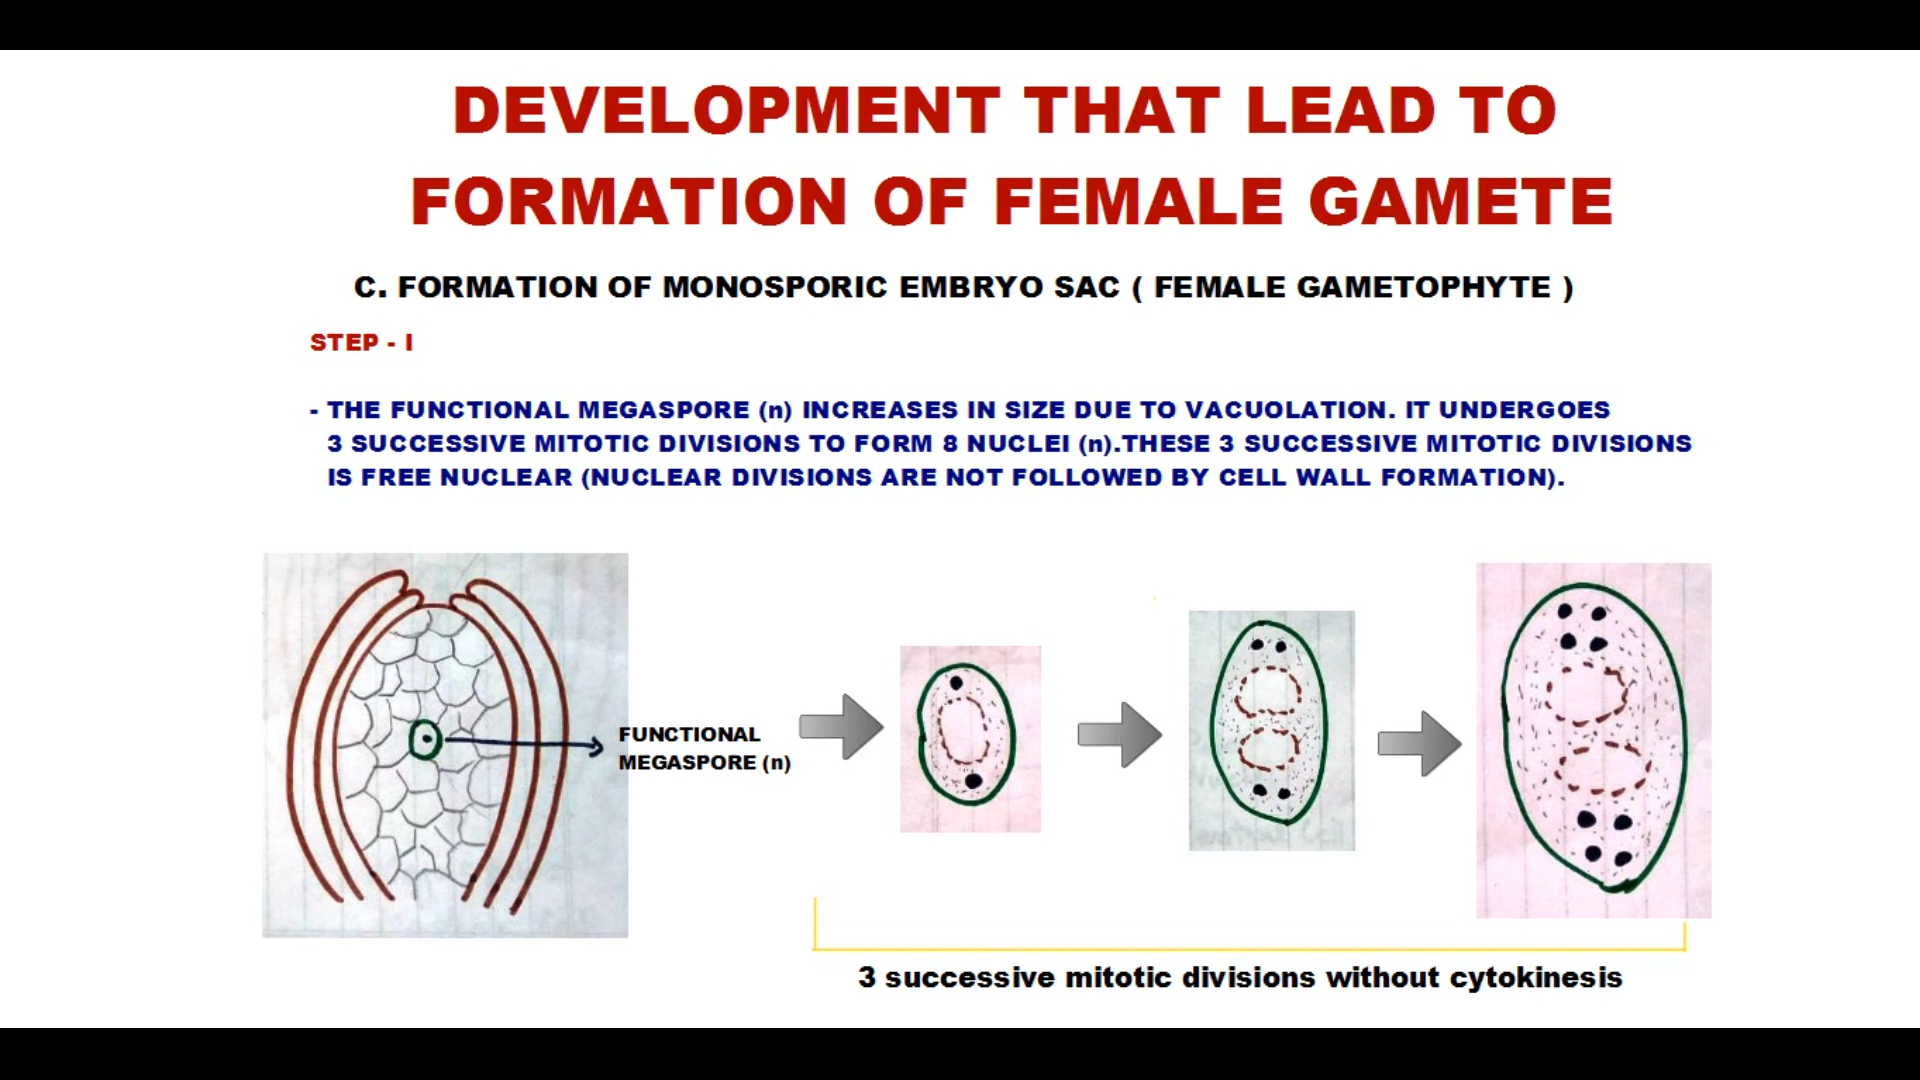 DEVELOPMENT THAT LEAD TO
FORMATION OF FEMALE GAMETE
C. FORMATION OF MONOSPORIC EMBRYO SAC ( FEMALE GAMETOPHYTE )
STEP - I
- THE FUNCTIONAL MEGASPORE (n) INCREASES IN SIZE DUE TO VACUOLATION. IT UNDERGOES
3 SUCCESSIVE MITOTIC DIVISIONS TO FORM 8 NUCLEI (n).THESE 3 SUCCESSIVE MITOTIC DIVISIONS
IS FREE NUCLEAR (NUCLEAR DIVISIONS ARE NOT FOLLOWED BY CELL WALL FORMATION).
FUNCTIONAL
MEGASPORE (n)
3 successive mitotic divisions without cytokinesis